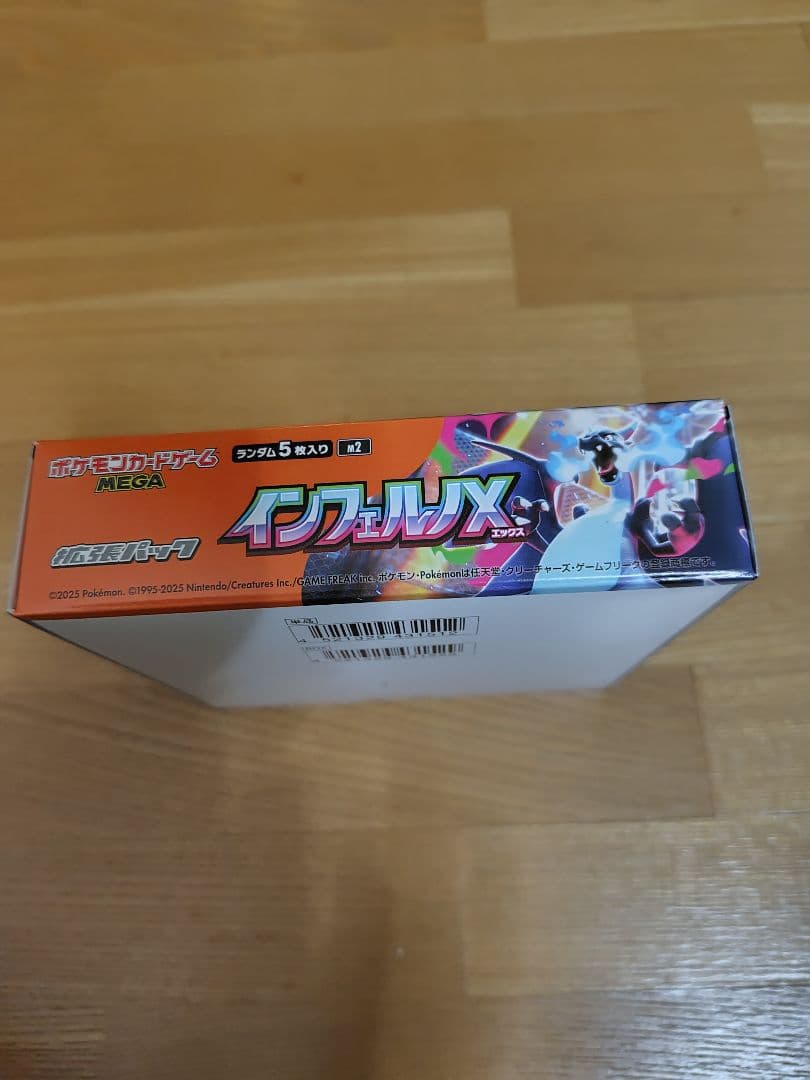 ポケモンカードゲーム
MEGA
ランダム5枚入り
M2
拡張パック
インフェルノX
エックス
©2025 Pokémon. ©1995-2025 Nintendo/Creatures Inc./GAME FREAK inc. ポケモン・Pokémonは任天堂・クリーチャーズ・ゲームフリークの登録商標です。